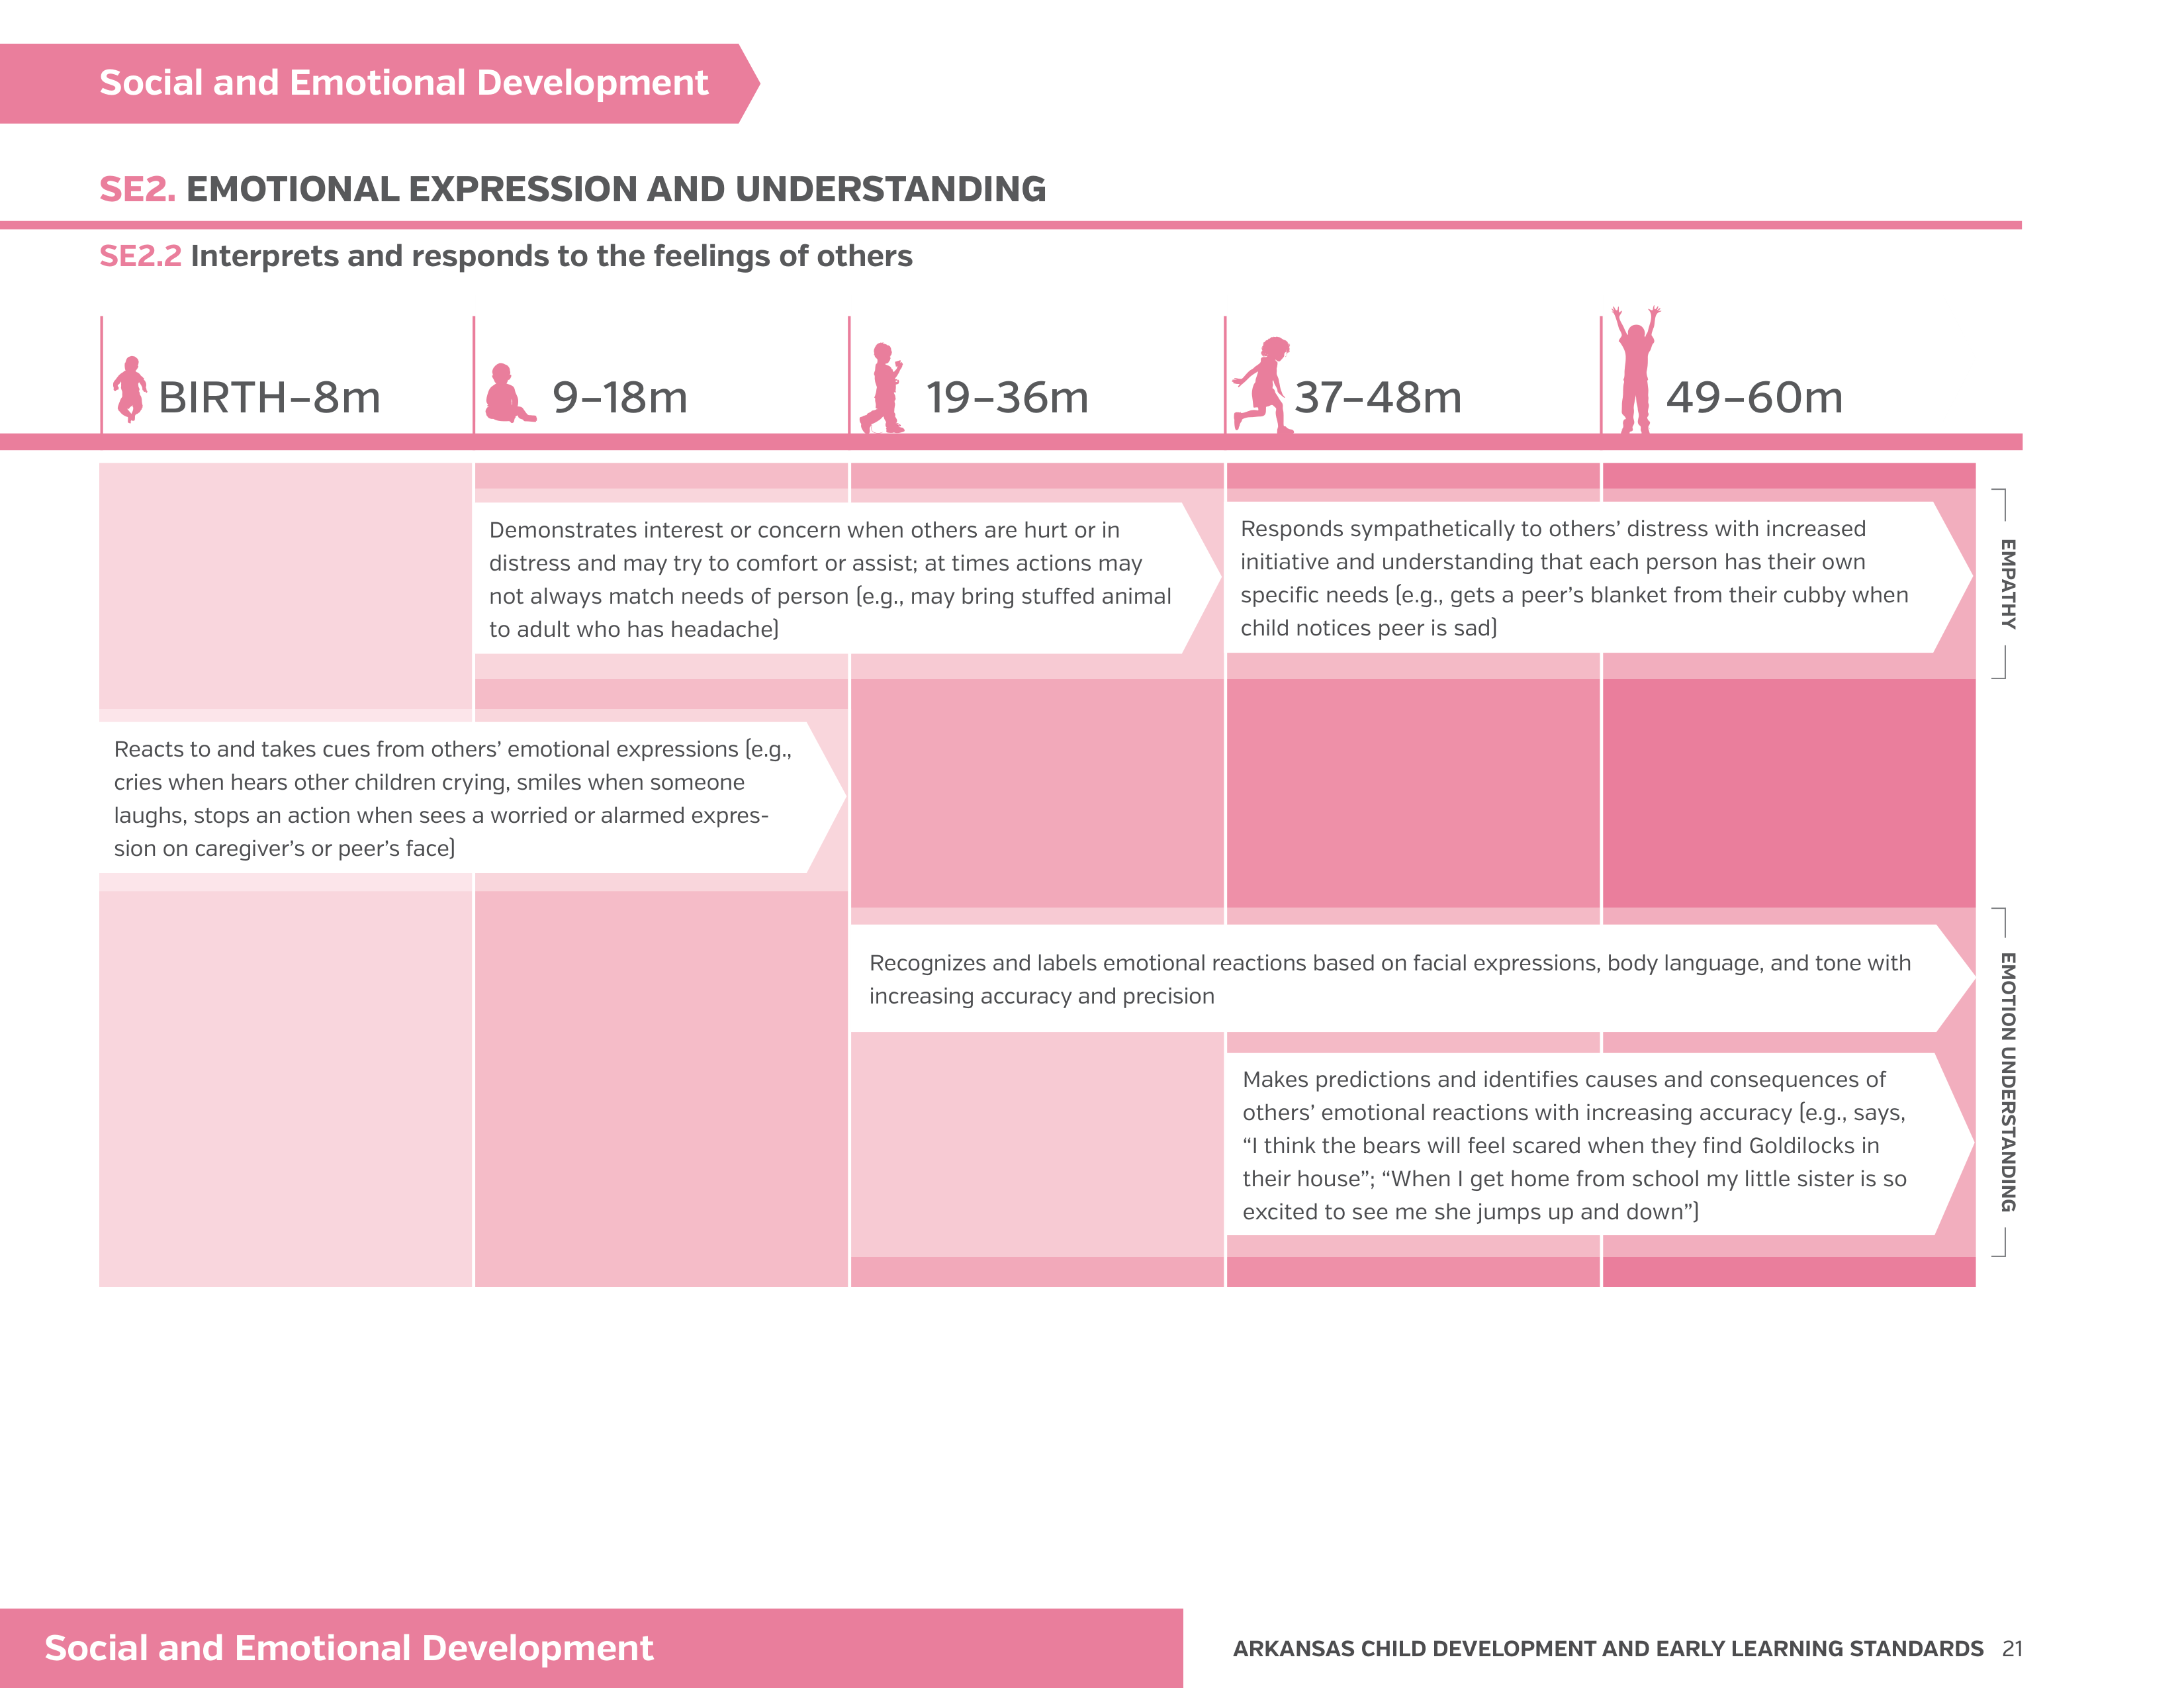 Social and Emotional Development
SE2. EMOTIONAL EXPRESSION AND UNDERSTANDING
SE2.2 Interprets and responds to the feelings of others
BIRTH–8m
9–18m
19–36m
37–48m
49–60m
Demonstrates interest or concern when others are hurt or in
distress and may try to comfort or assist; at times actions may
not always match needs of person (e.g., may bring stuffed animal
to adult who has headache)
Responds sympathetically to others’ distress with increased
initiative and understanding that each person has their own
specific needs (e.g., gets a peer’s blanket from their cubby when
child notices peer is sad)
EMPATHY
Reacts to and takes cues from others’ emotional expressions (e.g.,
cries when hears other children crying, smiles when someone
laughs, stops an action when sees a worried or alarmed expres-
sion on caregiver’s or peer’s face)
Recognizes and labels emotional reactions based on facial expressions, body language, and tone with
increasing accuracy and precision
Makes predictions and identifies causes and consequences of
others’ emotional reactions with increasing accuracy (e.g., says,
“I think the bears will feel scared when they find Goldilocks in
their house”; “When I get home from school my little sister is so
excited to see me she jumps up and down”)
EMOTION UNDERSTANDING
Social and Emotional Development
ARKANSAS CHILD DEVELOPMENT AND EARLY LEARNING STANDARDS 21